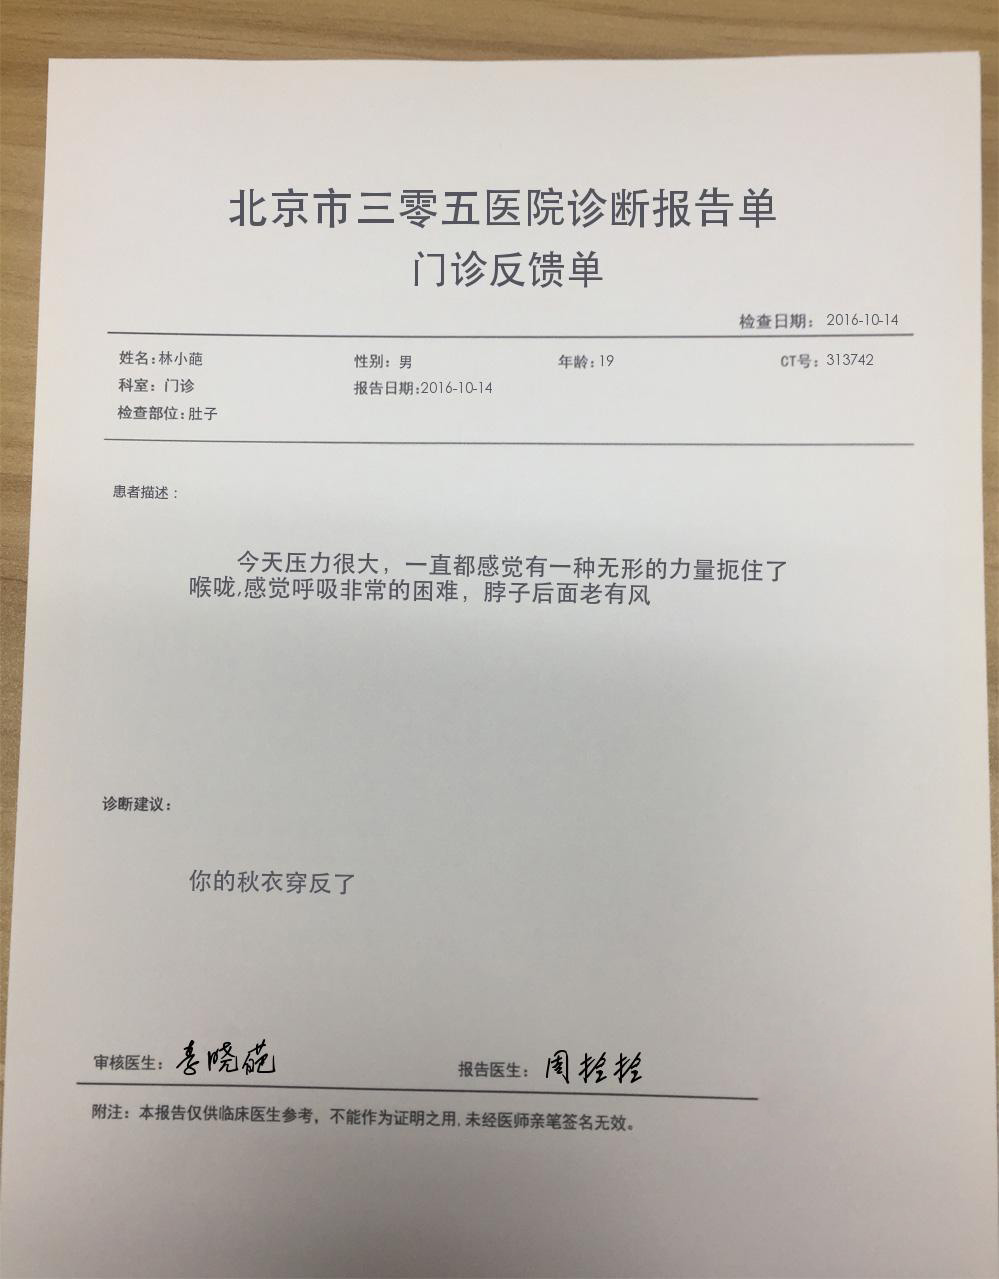 北京市三零五医院诊断报告单
门诊反馈单
检查日期： 2016-10-14
姓名:林小葩 性别: 男 年龄:19 CT号: 313742
科室: 门诊 报告日期:2016-10-14
检查部位:肚子
患者描述：
今天压力很大，一直都感觉有一种无形的力量扼住了
喉咙,感觉呼吸非常的困难，脖子后面老有风
诊断建议：
你的秋衣穿反了
审核医生: 李晓葩 报告医生: 周拴拴
附注: 本报告仅供临床医生参考，不能作为证明之用,未经医师亲笔签名无效。